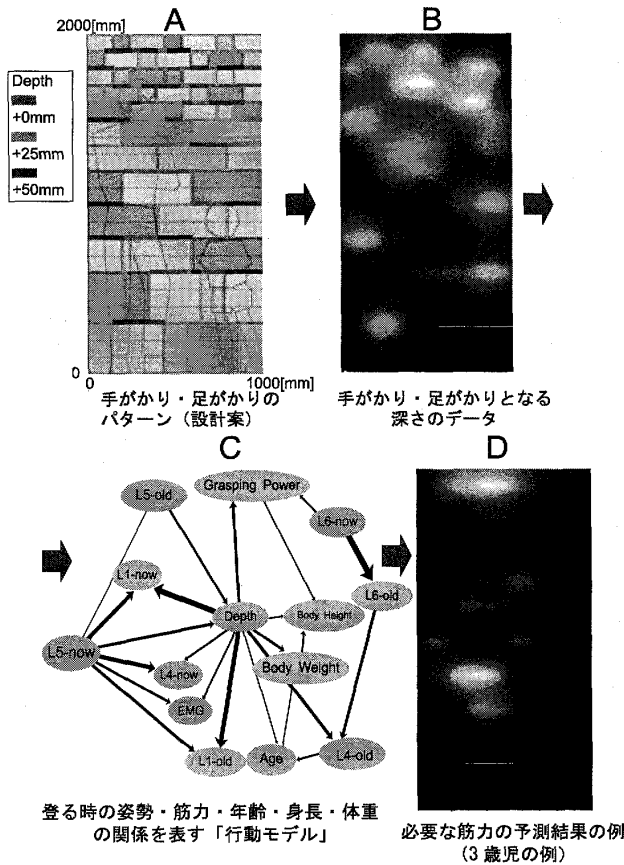 A
B
2000[mm]
Depth
+0mm
+25mm
+50mm
0
0
1000[mm]
手がかり・足がかりの
パターン（設計案）
手がかり・足がかりとなる
深さのデータ
C
D
L5-old
Grasping Power
L6-now
L1-now
L6-old
Depth
Body Height
L5-now
L4-now
Body Weight
EMG
L1-old
Age
L4-old
登る時の姿勢・筋力・年齢・身長・体重
の関係を表す「行動モデル」
必要な筋力の予測結果の例
(3 歳児の例)